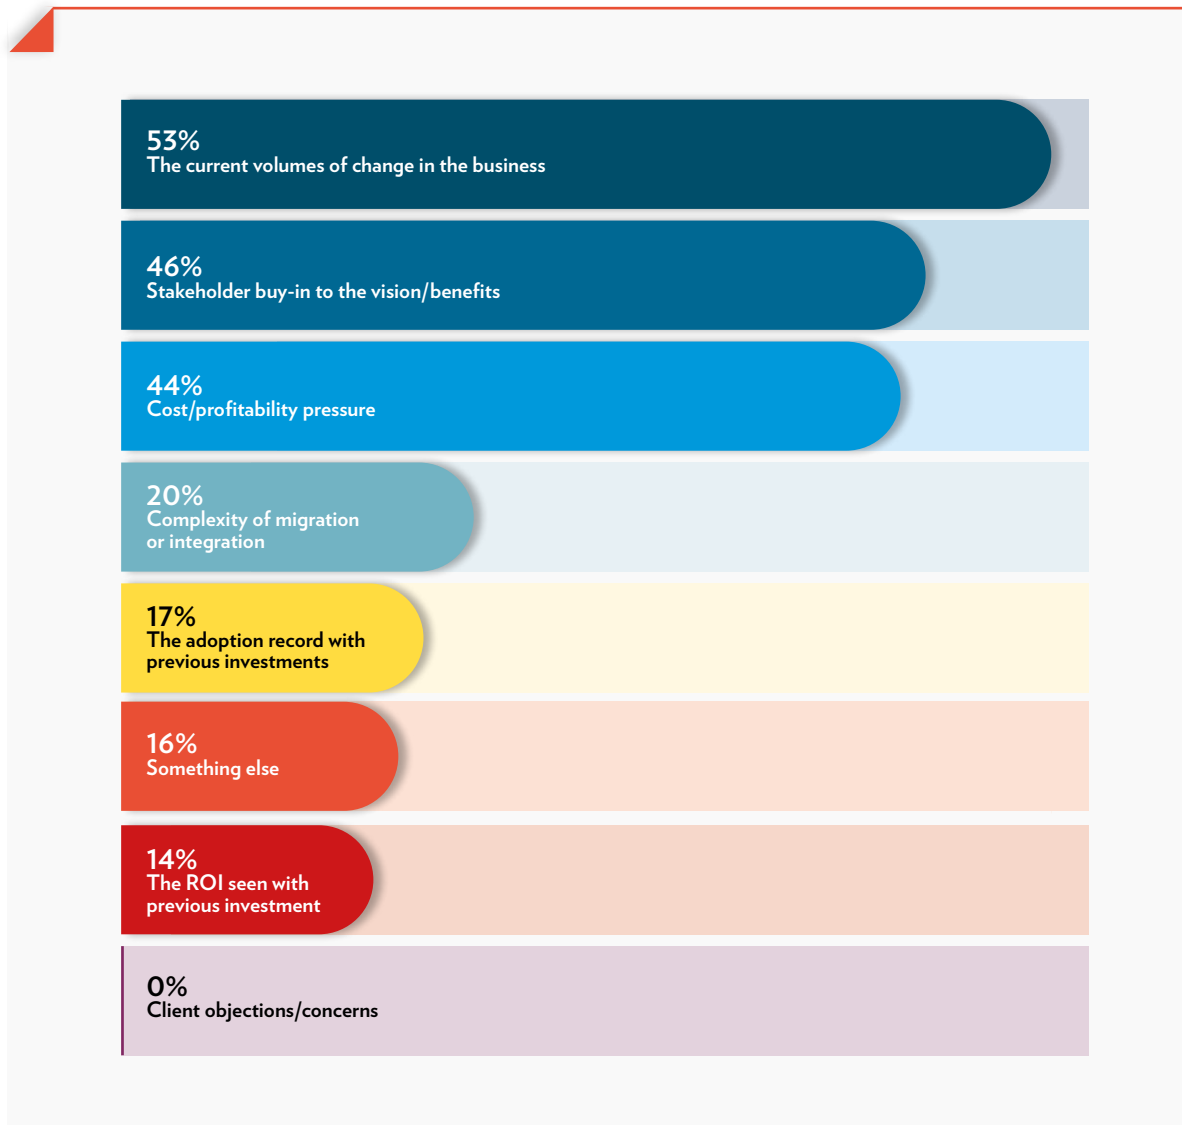 53%
The current volumes of change in the business
46%
Stakeholder buy-in to the vision/benefits
44%
Cost/profitability pressure
20%
Complexity of migration
or integration
17%
The adoption record with
previous investments
16%
Something else
14%
The ROI seen with
previous investment
0%
Client objections/concerns